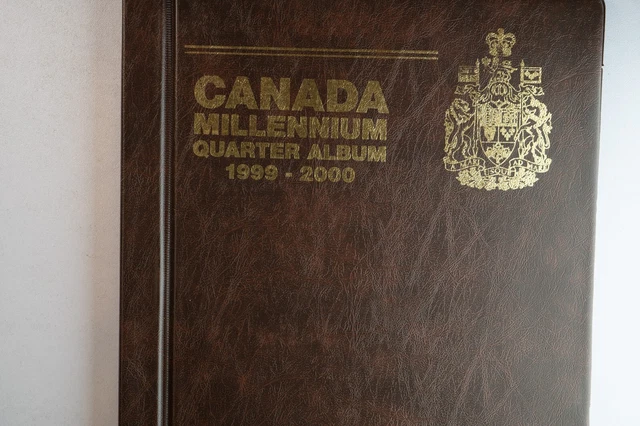 CANADA
MILLENNIUM
QUARTER ALBUM
1999 - 2000